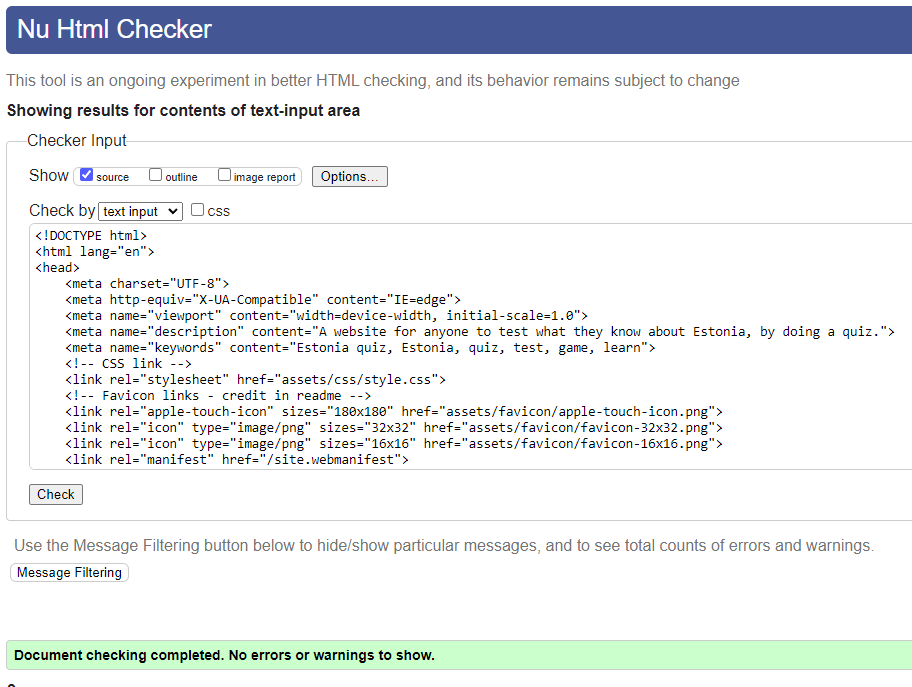 Nu Html Checker
This tool is an ongoing experiment in better HTML checking, and its behavior remains subject to change
Showing results for contents of text-input area
Checker Input
Show source outline image report Options...
Check by text input css
<!DOCTYPE html>
<html lang="en">
<head>
    <meta charset="UTF-8">
    <meta http-equiv="X-UA-Compatible" content="IE=edge">
    <meta name="viewport" content="width=device-width, initial-scale=1.0">
    <meta name="description" content="A website for anyone to test what they know about Estonia, by doing a quiz.">
    <meta name="keywords" content="Estonia quiz, Estonia, quiz, test, game, learn">
    <!-- CSS link -->
    <link rel="stylesheet" href="assets/css/style.css">
    <!-- Favicon links - credit in readme -->
    <link rel="apple-touch-icon" sizes="180x180" href="assets/favicon/apple-touch-icon.png">
    <link rel="icon" type="image/png" sizes="32x32" href="assets/favicon/favicon-32x32.png">
    <link rel="icon" type="image/png" sizes="16x16" href="assets/favicon/favicon-16x16.png">
    <link rel="manifest" href="/site.webmanifest">
Check
Use the Message Filtering button below to hide/show particular messages, and to see total counts of errors and warnings.
Message Filtering
Document checking completed. No errors or warnings to show.